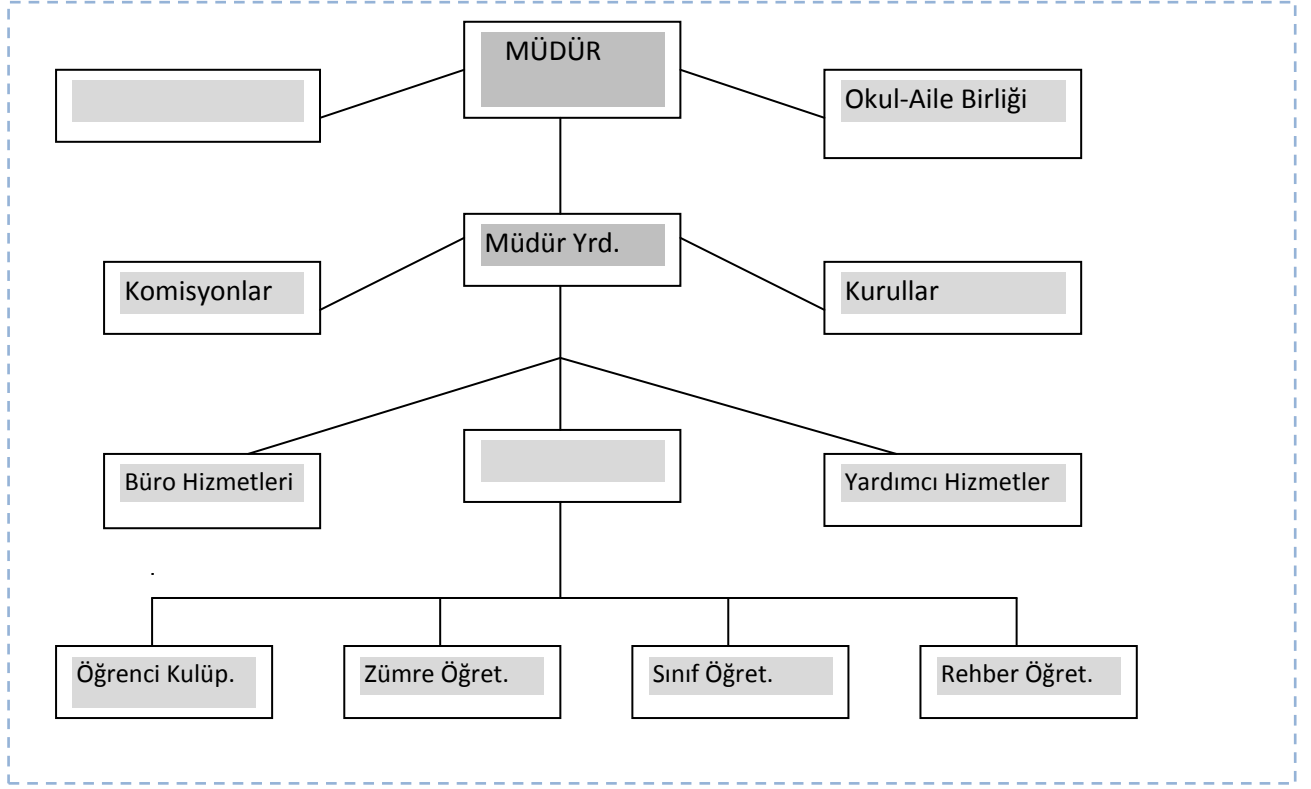 MÜDÜR
Okul-Aile Birliği
Müdür Yrd.
Komisyonlar
Kurullar
Büro Hizmetleri
Yardımcı Hizmetler
.
Öğrenci Kulüp.
Zümre Öğret.
Sınıf Öğret.
Rehber Öğret.